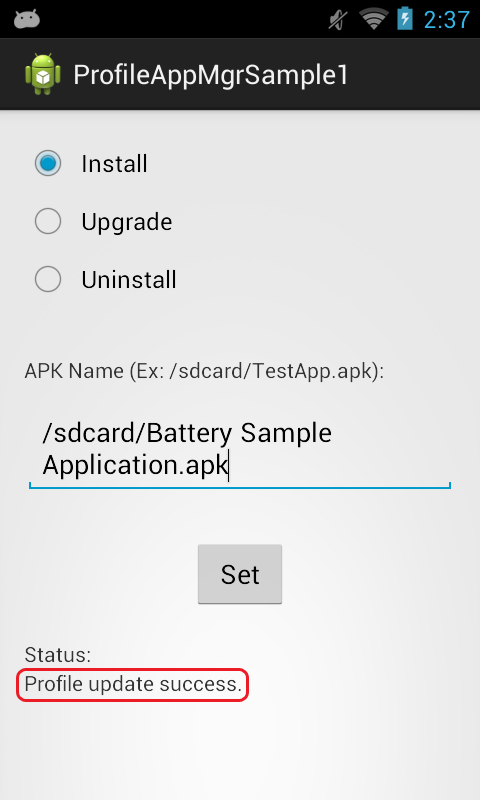 2:37
ProfileAppMgrSample1
Install
Upgrade
Uninstall
APK Name (Ex: /sdcard/TestApp.apk):
/sdcard/Battery Sample
Application.apk
Set
Status:
Profile update success.